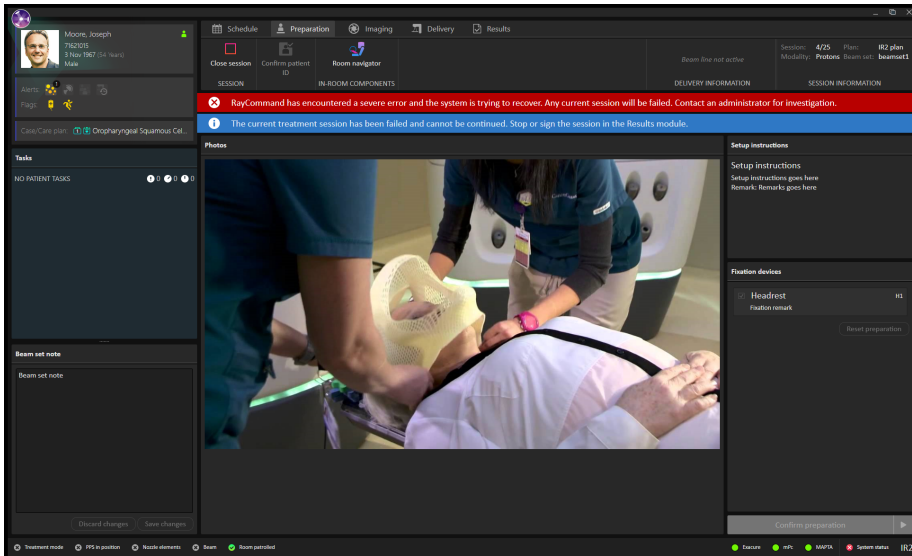 Moore, Joseph
71621015
3 Nov 1967 (54 Years)
Male
Alerts:
1
Flags:
Case/Care plan:
Oropharyngeal Squamous Cel...
Schedule
Preparation
Imaging
Delivery
Results
Close session
Confirm patient
ID
Room navigator
SESSION
IN-ROOM COMPONENTS
Beam line not active
DELIVERY INFORMATION
Session: 4/25 Plan: IR2 plan
Modality: Protons Beam set: beamset1
SESSION INFORMATION
RayCommand has encountered a severe error and the system is trying to recover. Any current session will be failed. Contact an administrator for investigation.
The current treatment session has been failed and cannot be continued. Stop or sign the session in the Results module.
Tasks
NO PATIENT TASKS
0 0 0
Beam set note
Beam set note
Discard changes
Save changes
Photos
Setup instructions
Setup instructions
Setup instructions goes here
Remark: Remarks goes here
Fixation devices
Headrest
H1
Fixation remark
Reset preparation
Confirm preparation
Treatment mode
PPS in position
Nozzle elements
Beam
Room patrolled
Exacure
mPc
MAPTA
System status
IR2